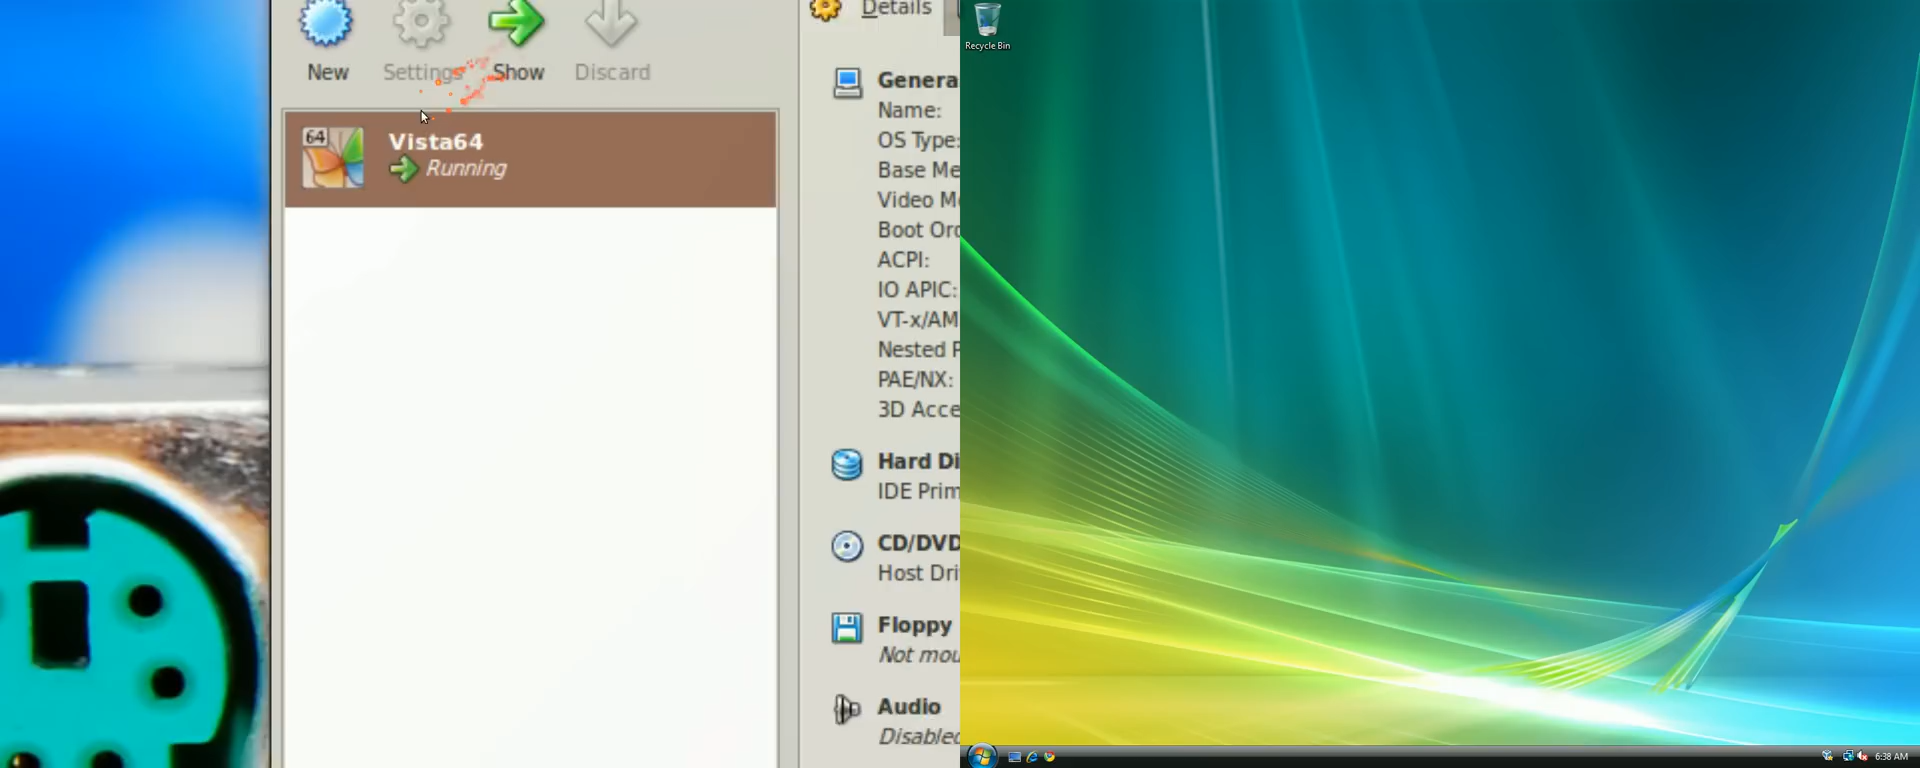 New
Settings
Show
Discard
Details
64
Vista64
Running
Genera
Name:
OS Type:
Base Me
Video M
Boot Ord
ACPI:
IO APIC:
VT-x/AM
Nested P
PAE/NX:
3D Acce
Hard Di
IDE Prim
CD/DVD
Host Dri
Floppy
Not mou
Audio
Disabled
Recycle Bin
6:38 AM